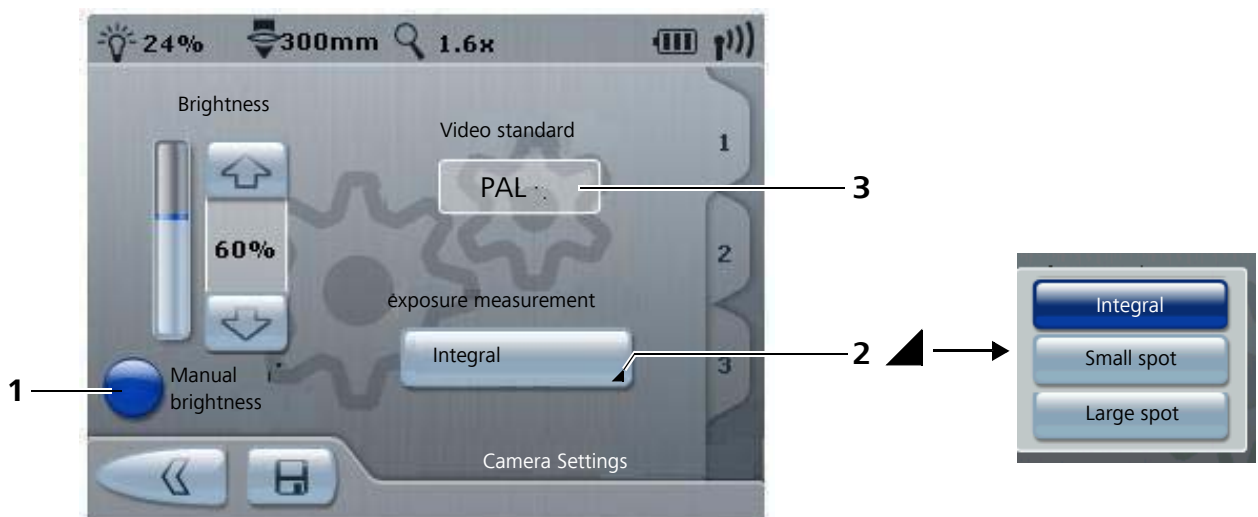 24% 300mm 1.6x
Brightness
Video standard
1
PAL
3
60%
2
exposure measurement
Integral
2
3
Manual
brightness
1
Camera Settings
Integral
Small spot
Large spot